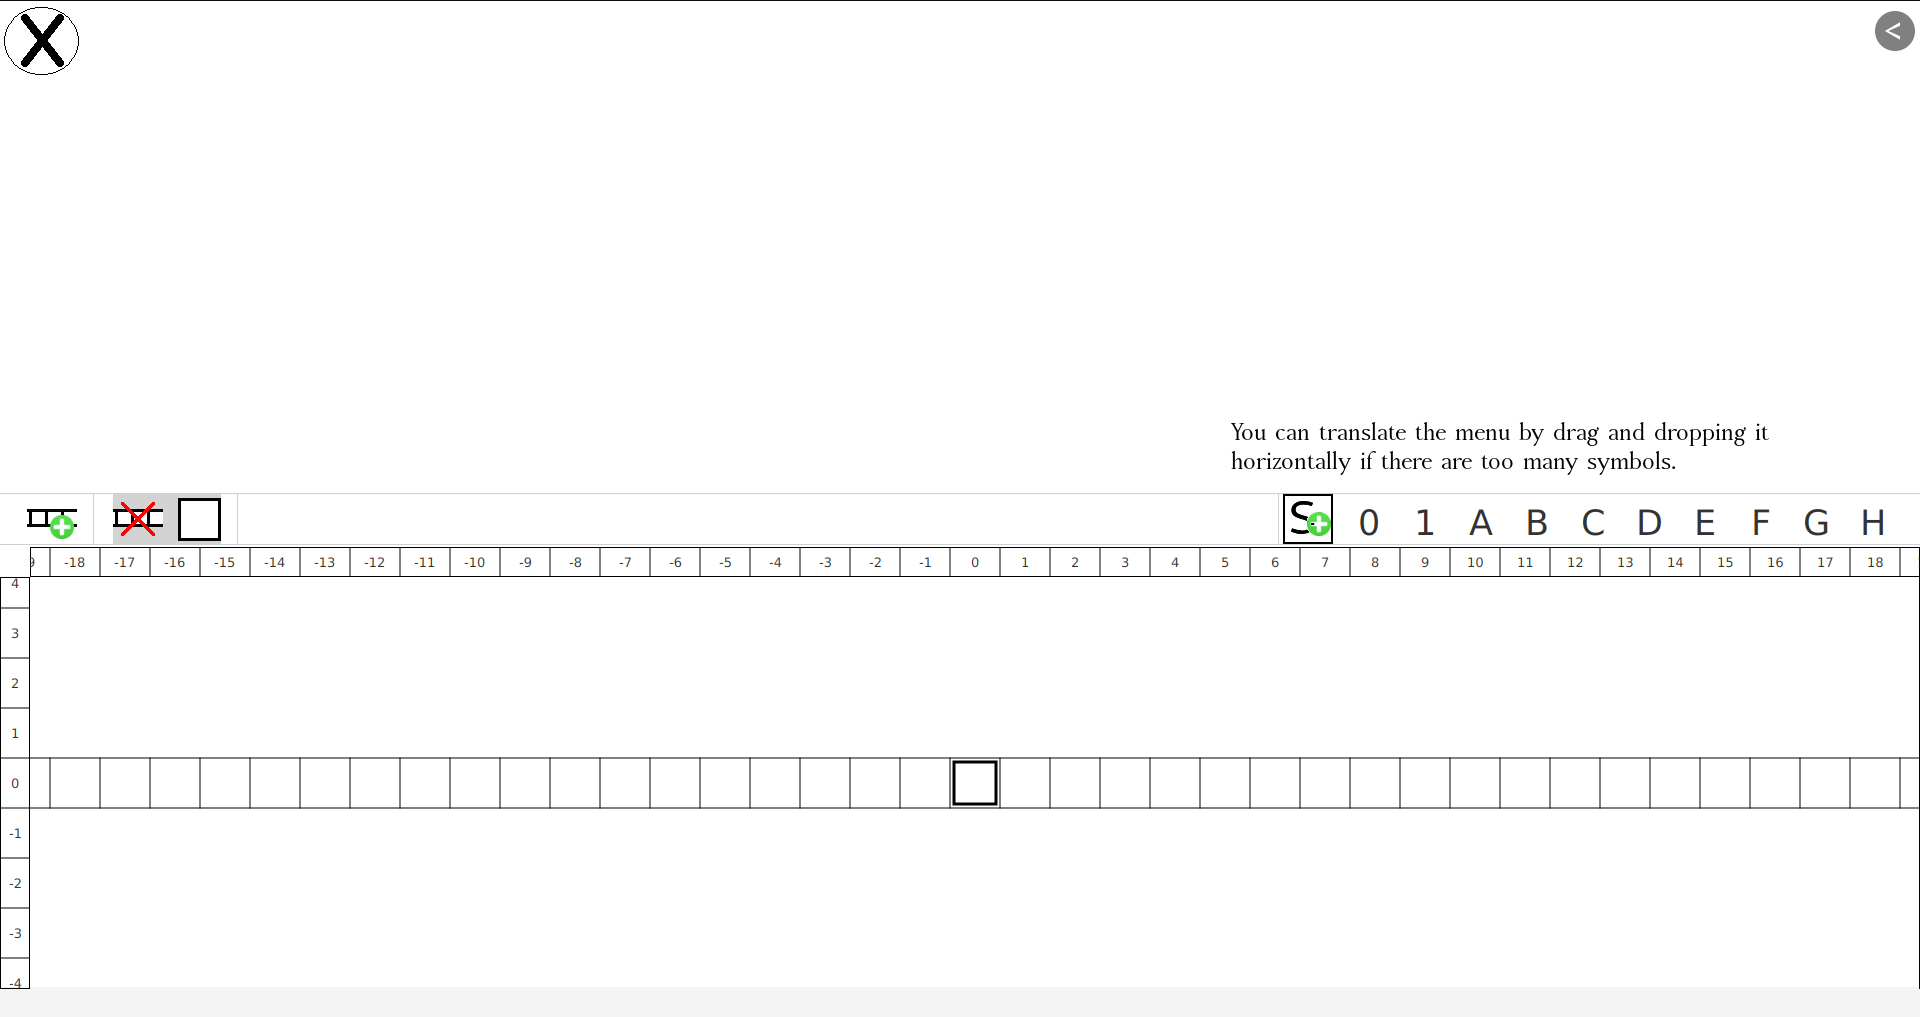 X
<
You can translate the menu by drag and dropping it
horizontally if there are too many symbols.
S 0 1 A B C D E F G H
9 -18 -17 -16 -15 -14 -13 -12 -11 -10 -9 -8 -7 -6 -5 -4 -3 -2 -1 0 1 2 3 4 5 6 7 8 9 10 11 12 13 14 15 16 17 18
4
3
2
1
0
-1
-2
-3
-4